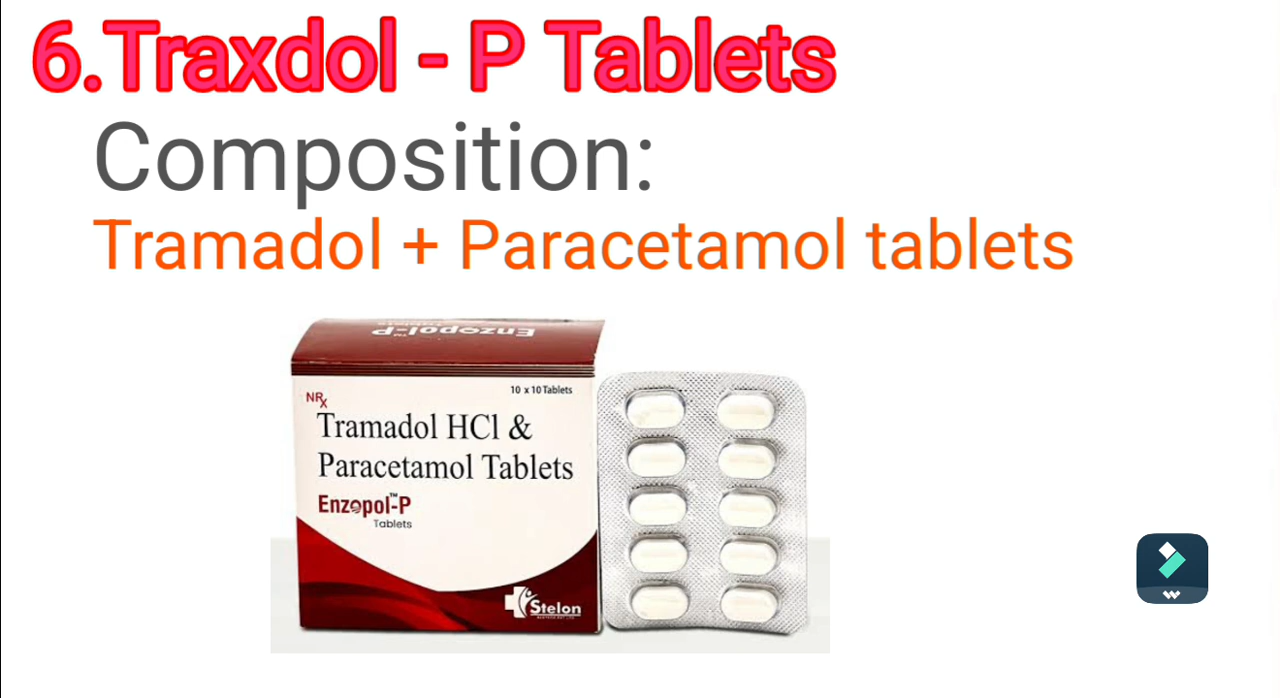 6.Traxdol - P Tablets
Composition:
Tramadol + Paracetamol tablets
Enzopol-P
NRx
10 x 10 Tablets
Tramadol HCl &
Paracetamol Tablets
Enzopol-P™
Tablets
Stelon